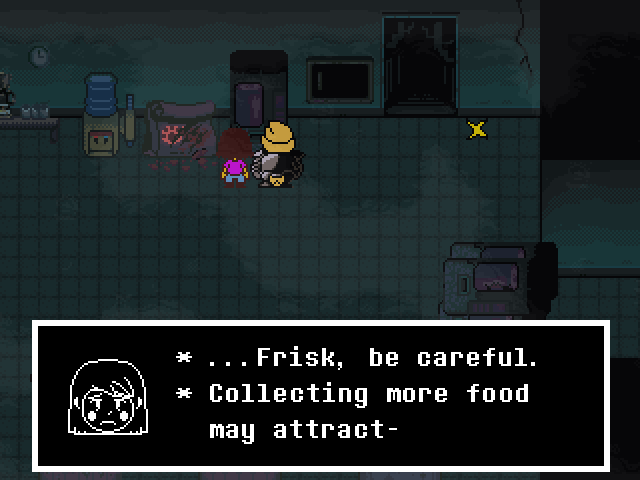 * ...Frisk, be careful.
* Collecting more food
may attract-